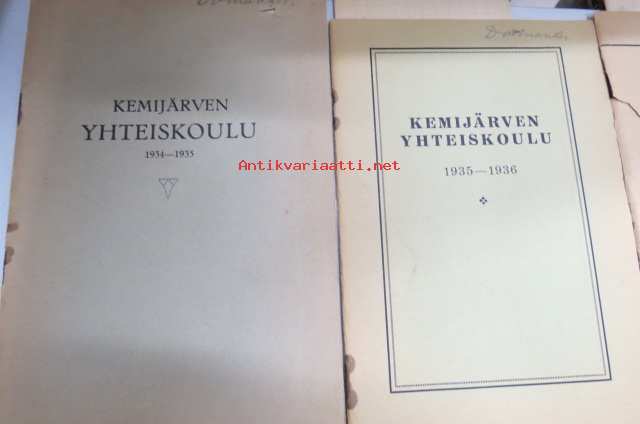 KEMIJÄRVEN
YHTEISKOULU
1934—1935
KEMIJÄRVEN
YHTEISKOULU
1935—1936
Antikvariaatti.net